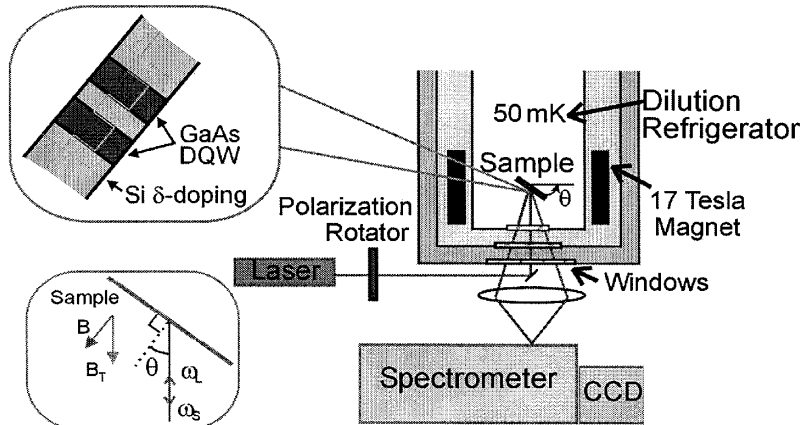 GaAs
DQW
Si δ-doping
50 mK
Dilution
Refrigerator
Sample
θ
17 Tesla
Magnet
Polarization
Rotator
Laser
Windows
Sample
B
B_T
θ
ω_L
ω_S
Spectrometer
CCD